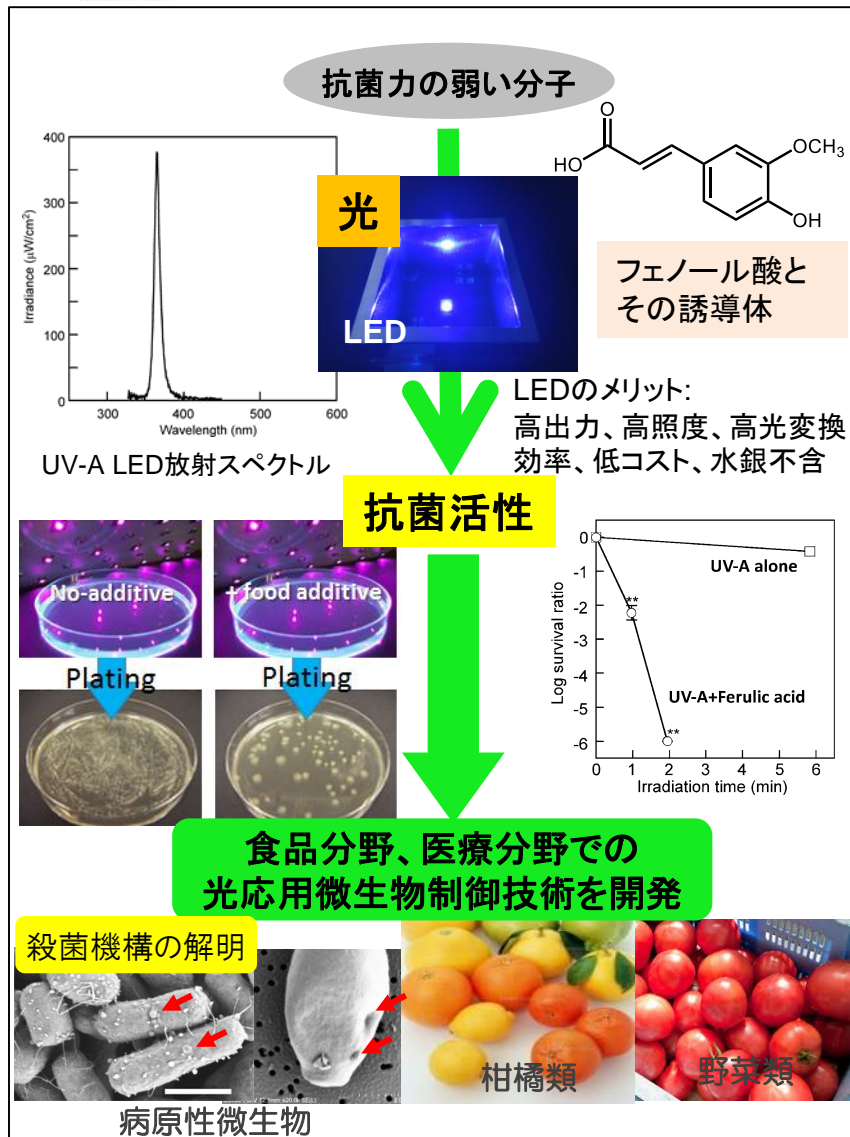 抗菌力の弱い分子
400
300
200
100
0
Irradiance (μW/cm²)
300
400
500
600
Wavelength (nm)
UV-A LED放射スペクトル
光
LED
O
HO
OCH₃
OH
フェノール酸と
その誘導体
LEDのメリット:
高出力、高照度、高光変換
効率、低コスト、水銀不含
抗菌活性
No-additive
+ food additive
Plating
Plating
0
-1
-2
-3
-4
-5
-6
Log survival ratio
UV-A alone
**
UV-A+Ferulic acid
**
0
1
2
3
4
5
6
Irradiation time (min)
食品分野、医療分野での
光応用微生物制御技術を開発
殺菌機構の解明
病原性微生物
柑橘類
野菜類